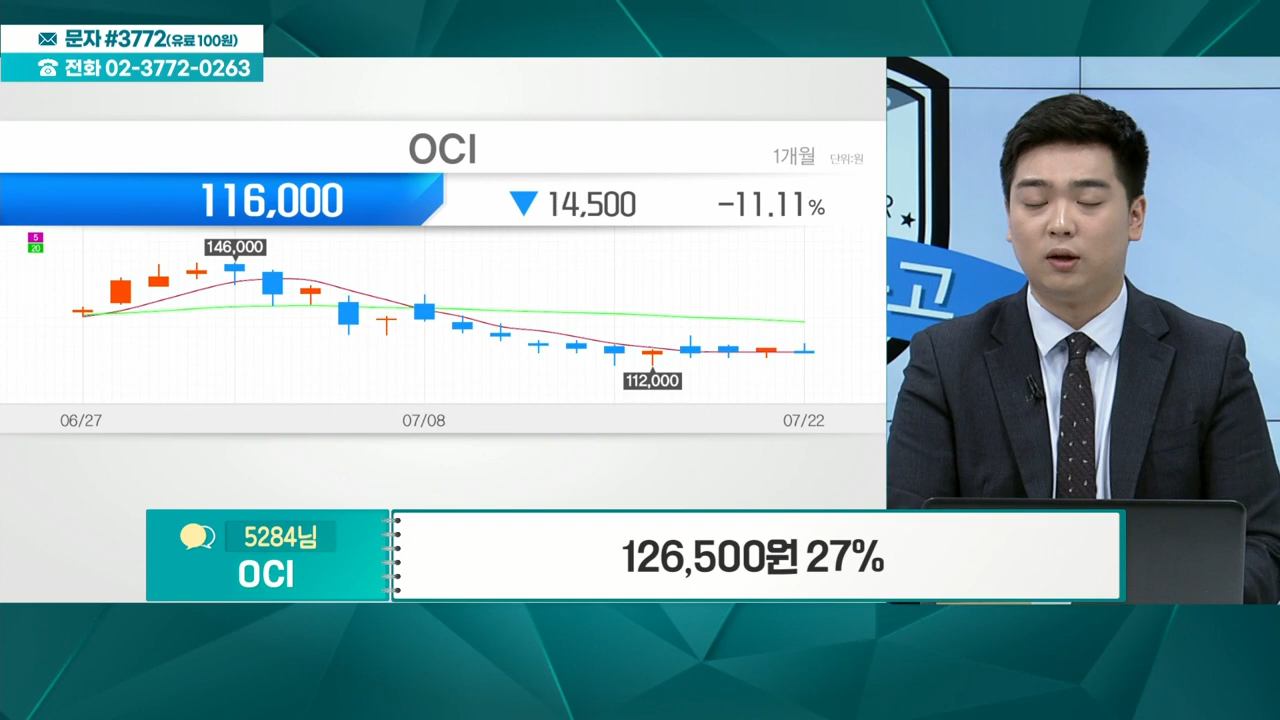 문자 #3772(유료 100원)
전화 02-3772-0263
OCI
1개월 단위:원
116,000
▼ 14,500
-11.11%
5
20
146,000
112,000
06/27
07/08
07/22
고
R
5284님
OCI
126,500원 27%